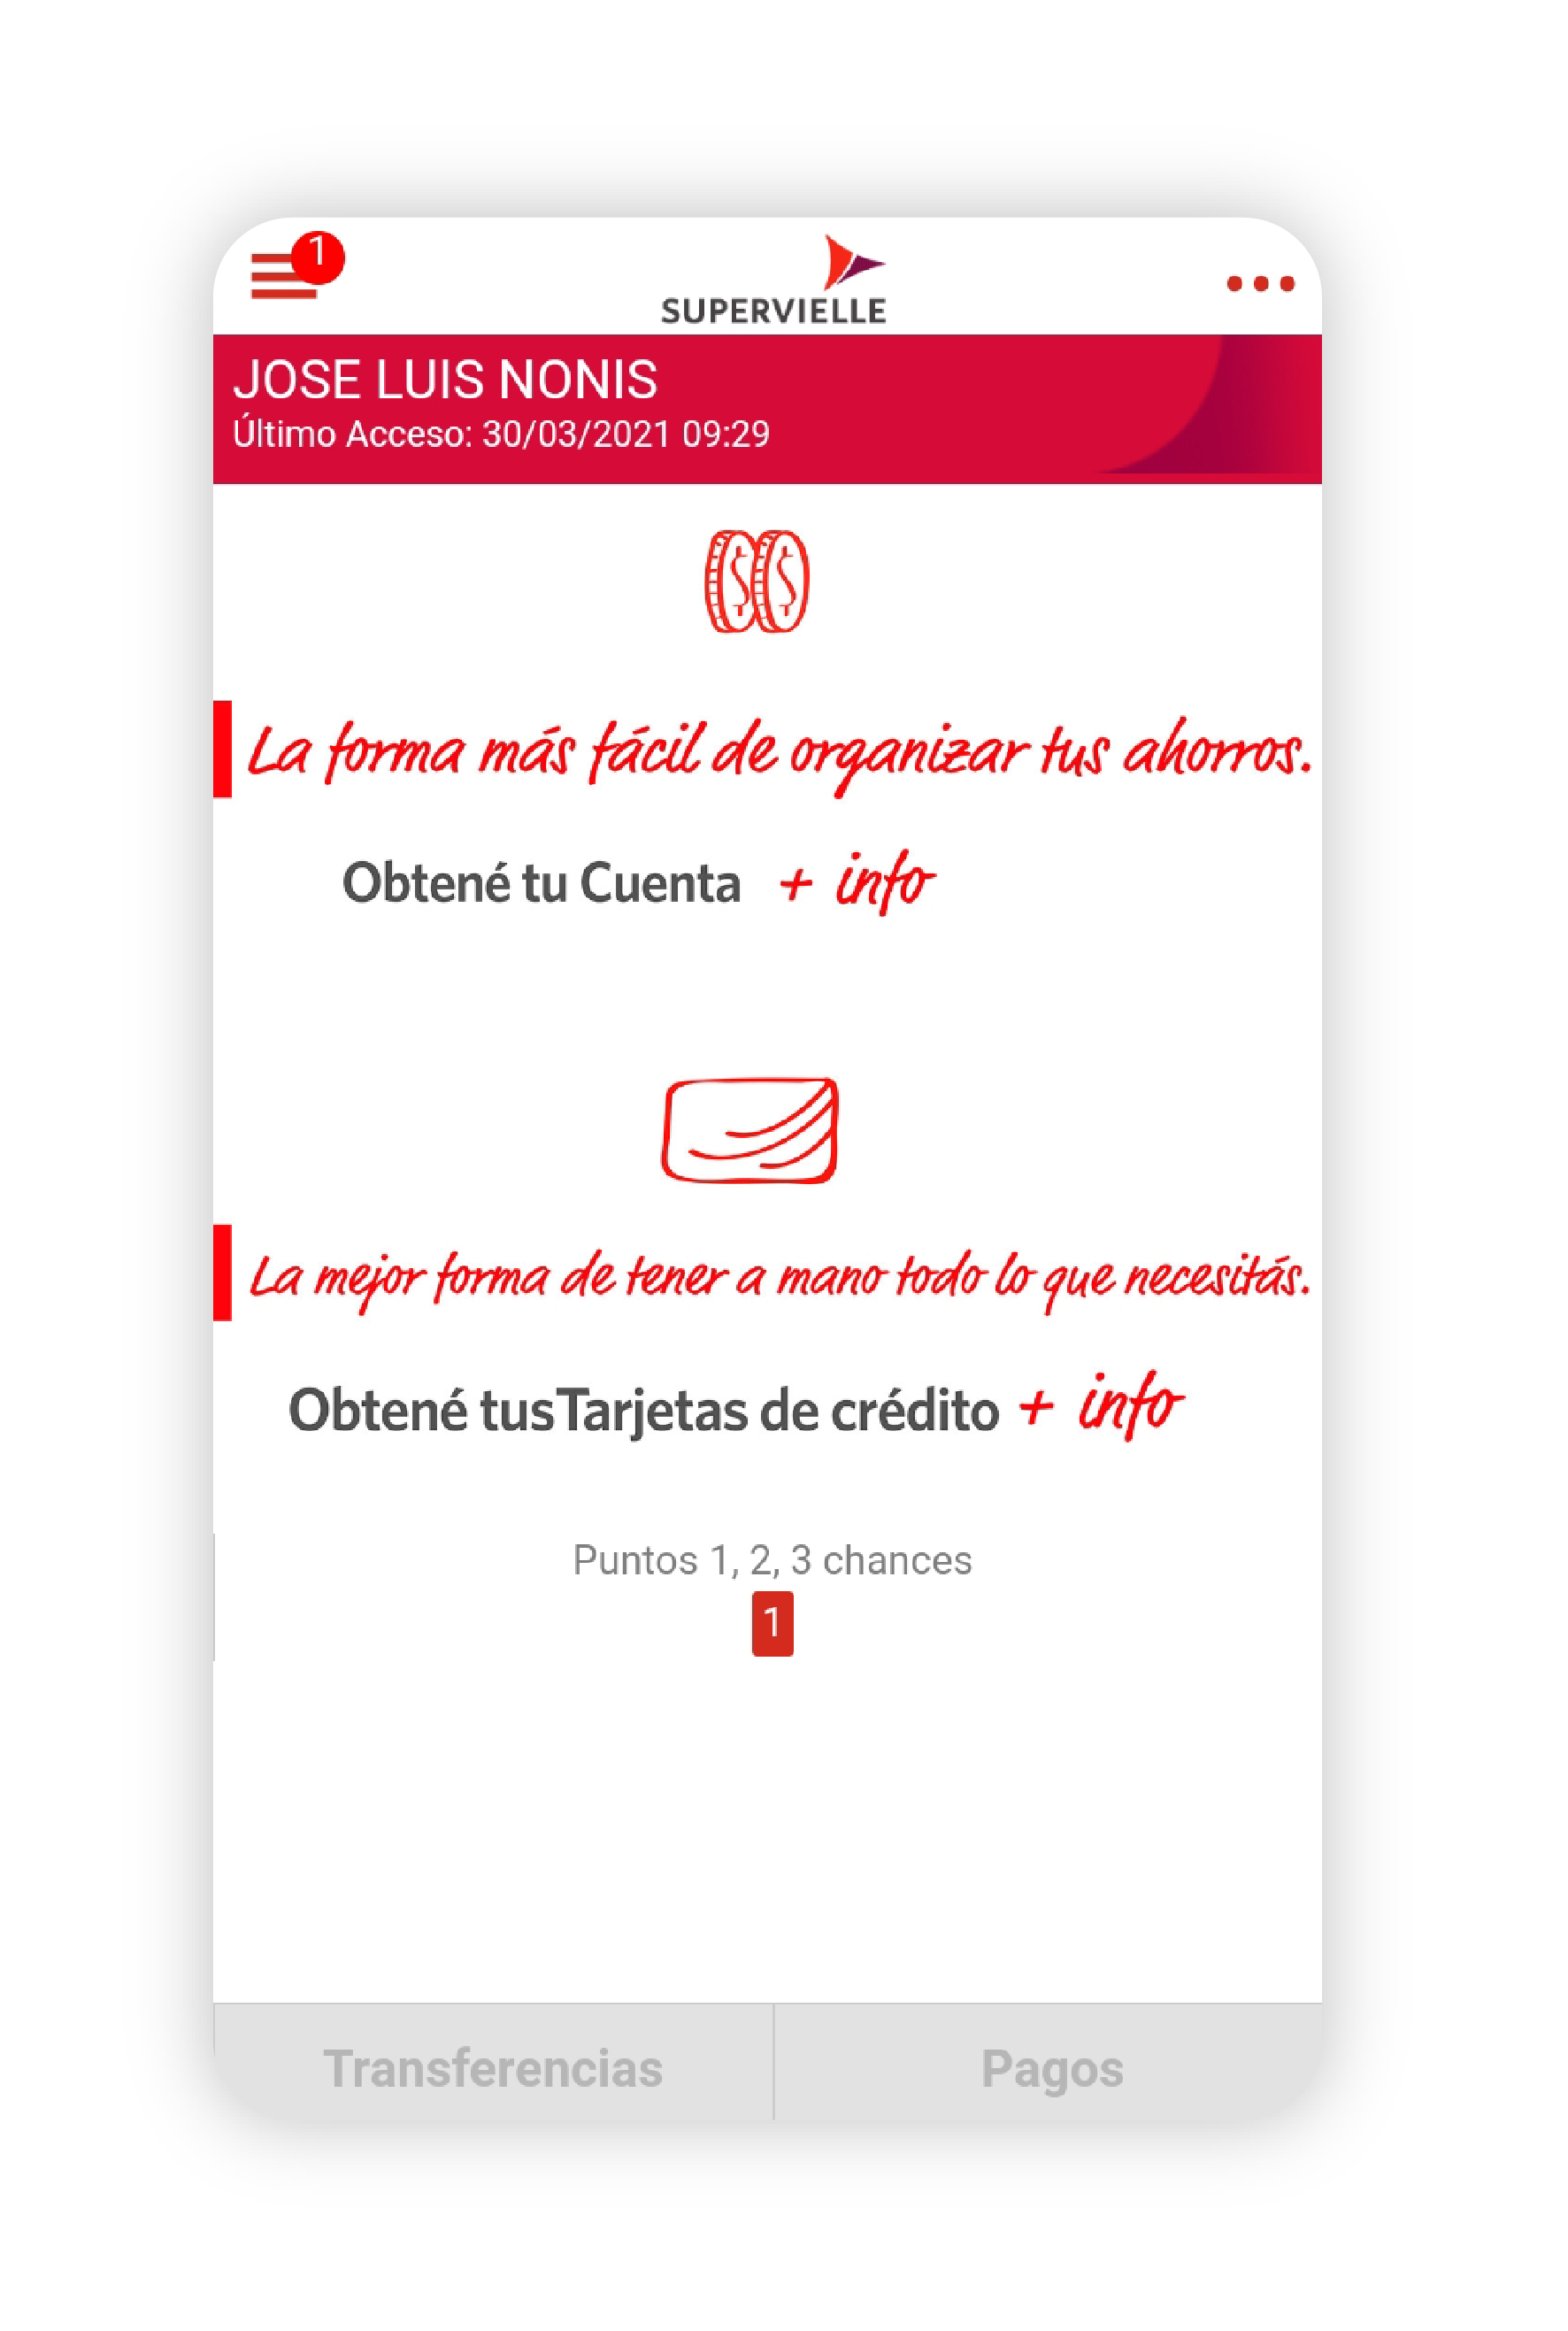 1
SUPERVIELLE
JOSE LUIS NONIS
Último Acceso: 30/03/2021 09:29
La forma más fácil de organizar tus ahorros.
Obtené tu Cuenta + info
La mejor forma de tener a mano todo lo que necesitás.
Obtené tusTarjetas de crédito + info
Puntos 1, 2, 3 chances
1
Transferencias Pagos